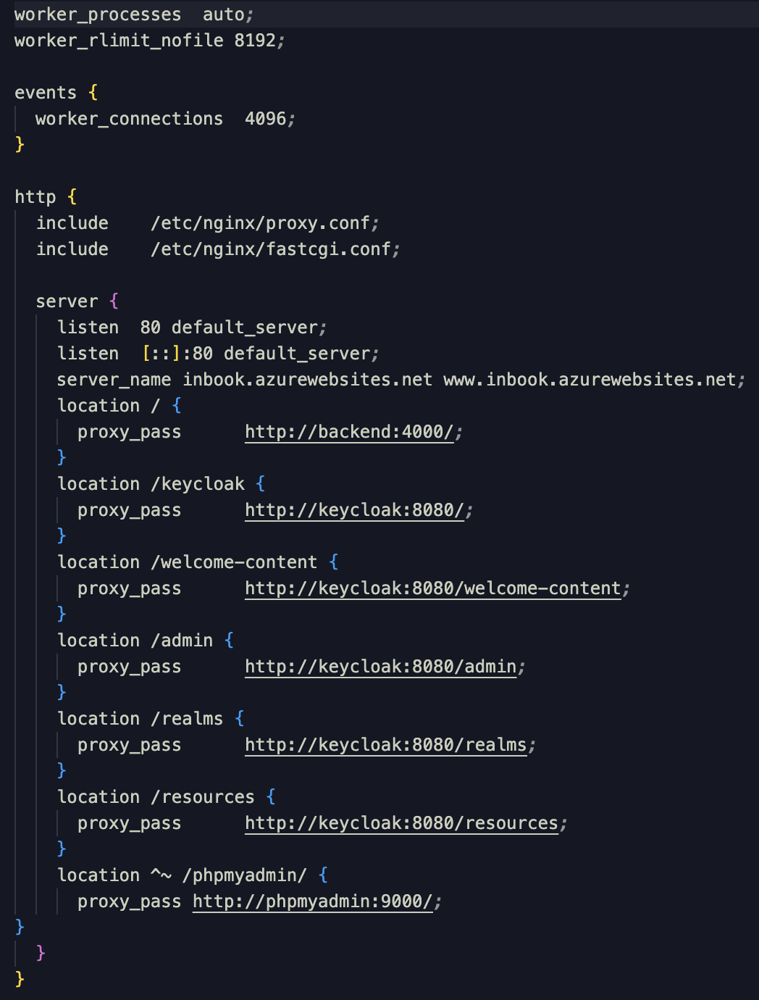 worker_processes  auto;
worker_rlimit_nofile 8192;

events {
  worker_connections  4096;
}

http {
  include    /etc/nginx/proxy.conf;
  include    /etc/nginx/fastcgi.conf;

  server {
    listen  80 default_server;
    listen  [::]:80 default_server;
    server_name inbook.azurewebsites.net www.inbook.azurewebsites.net;
    location / {
      proxy_pass      http://backend:4000/;
    }
    location /keycloak {
      proxy_pass      http://keycloak:8080/;
    }
    location /welcome-content {
      proxy_pass      http://keycloak:8080/welcome-content;
    }
    location /admin {
      proxy_pass      http://keycloak:8080/admin;
    }
    location /realms {
      proxy_pass      http://keycloak:8080/realms;
    }
    location /resources {
      proxy_pass      http://keycloak:8080/resources;
    }
    location ^~ /phpmyadmin/ {
      proxy_pass http://phpmyadmin:9000/;
}
  }
}